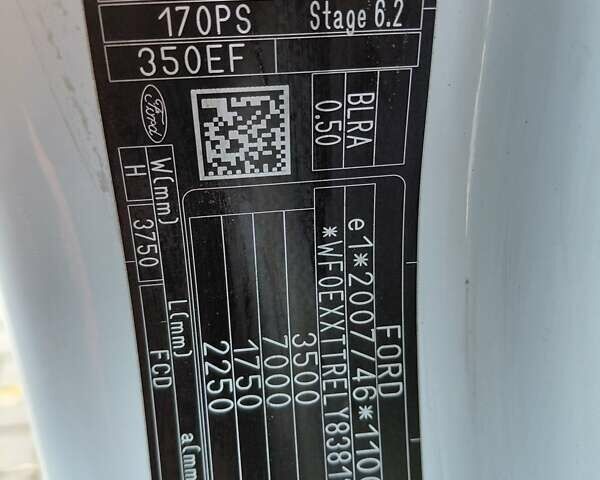 170PS Stage 6.2
350EF
Ford
BLRA
0.50
W(mm)
H 3750
L(mm)
FCD
a(mm
FORD
e1*2007/46*110
*WF0EXXTTRELY8381
3500
7000
1750
2250